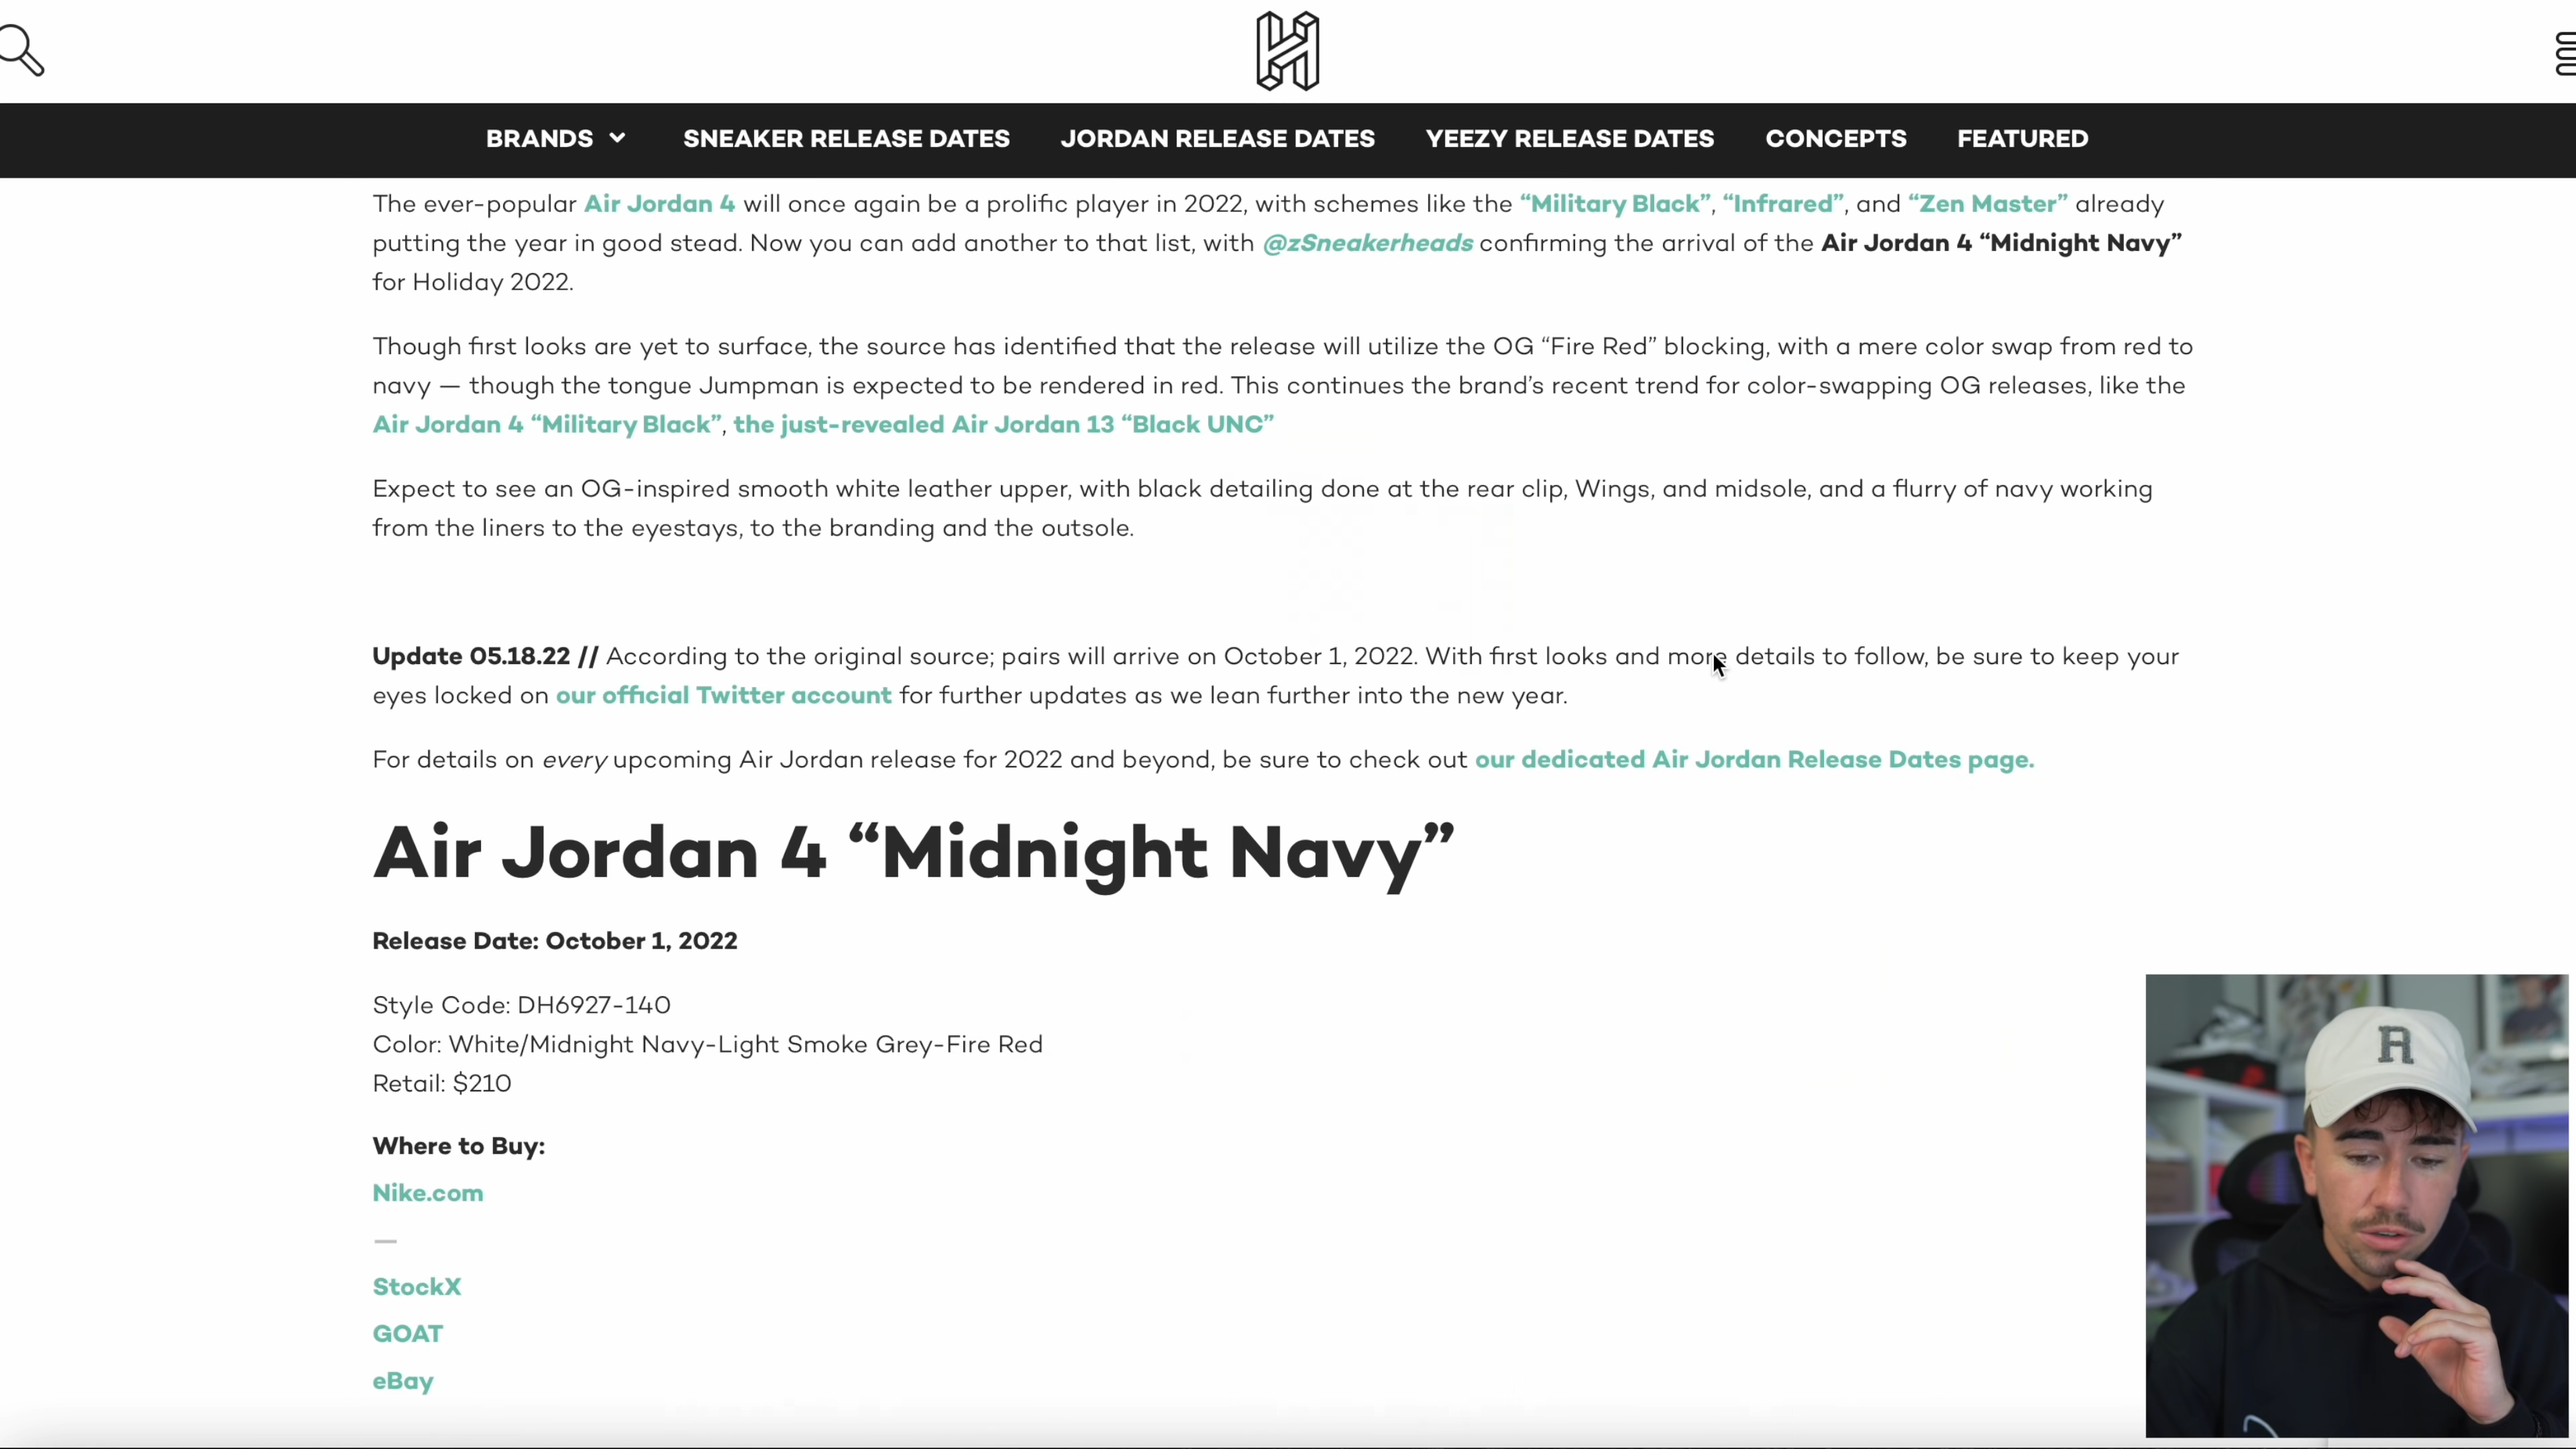 BRANDS SNEAKER RELEASE DATES JORDAN RELEASE DATES YEEZY RELEASE DATES CONCEPTS FEATURED
The ever-popular Air Jordan 4 will once again be a prolific player in 2022, with schemes like the “Military Black”, “Infrared”, and “Zen Master” already
putting the year in good stead. Now you can add another to that list, with @zSneakerheads confirming the arrival of the Air Jordan 4 “Midnight Navy”
for Holiday 2022.
Though first looks are yet to surface, the source has identified that the release will utilize the OG “Fire Red” blocking, with a mere color swap from red to
navy — though the tongue Jumpman is expected to be rendered in red. This continues the brand’s recent trend for color-swapping OG releases, like the
Air Jordan 4 “Military Black”, the just-revealed Air Jordan 13 “Black UNC”
Expect to see an OG-inspired smooth white leather upper, with black detailing done at the rear clip, Wings, and midsole, and a flurry of navy working
from the liners to the eyestays, to the branding and the outsole.
Update 05.18.22 // According to the original source; pairs will arrive on October 1, 2022. With first looks and more details to follow, be sure to keep your
eyes locked on our official Twitter account for further updates as we lean further into the new year.
For details on every upcoming Air Jordan release for 2022 and beyond, be sure to check out our dedicated Air Jordan Release Dates page.
Air Jordan 4 “Midnight Navy”
Release Date: October 1, 2022
Style Code: DH6927-140
Color: White/Midnight Navy-Light Smoke Grey-Fire Red
Retail: $210
Where to Buy:
Nike.com
—
StockX
GOAT
eBay
R